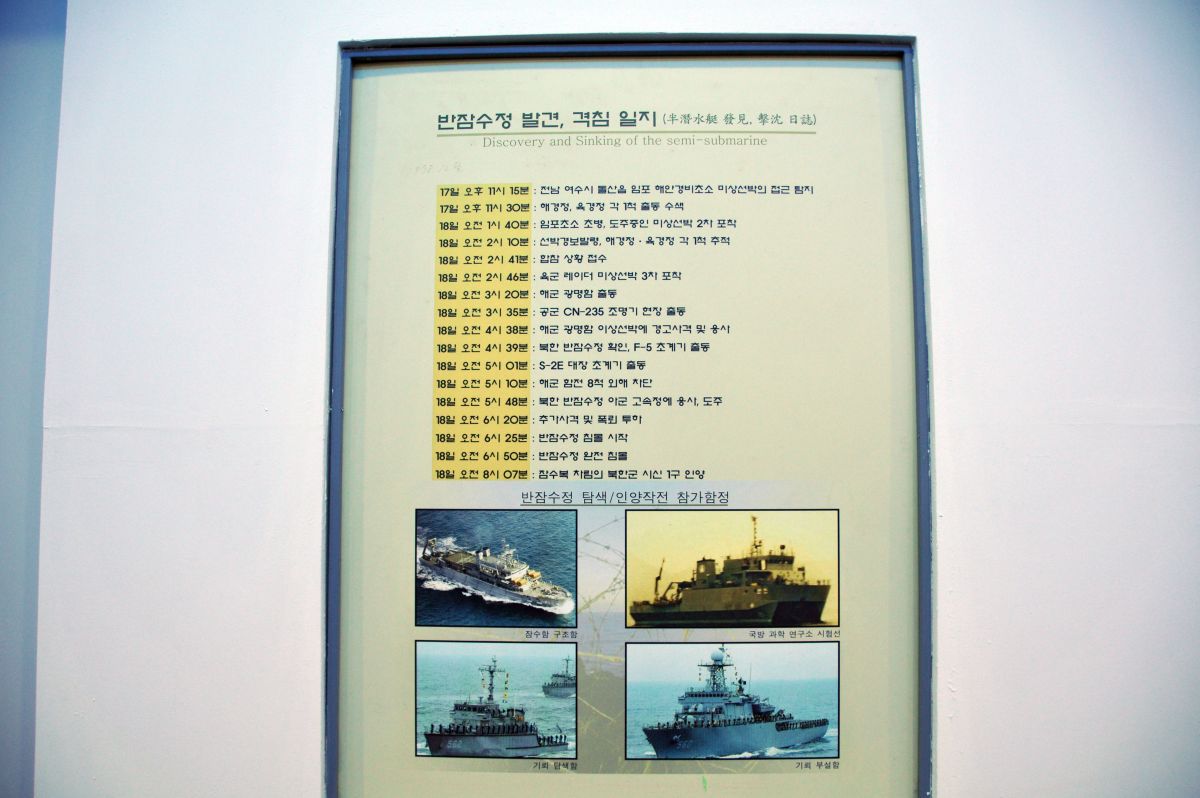 반잠수정 발견, 격침 일지 (半潛水艇 發見, 擊沈 日誌)
Discovery and Sinking of the semi-submarine
17일 오후 11시 15분 : 전남 여수시 돌산읍 임포 해안경비초소 미상선박의 접근 탐지
17일 오후 11시 30분 : 해경정, 육경정 각 1척 출동 수색
18일 오전 1시 40분 : 임포초소 초병, 도주중인 미상선박 2차 포착
18일 오전 2시 10분 : 선박경보발령, 해경정·육경정 각 1척 추적
18일 오전 2시 41분 : 합참 상황 접수
18일 오전 2시 46분 : 육군 레이더 미상선박 3차 포착
18일 오전 3시 20분 : 해군 광명함 출동
18일 오전 3시 35분 : 공군 CN-235 조명기 현장 출동
18일 오전 4시 38분 : 해군 광명함 이상선박에 경고사격 및 응사
18일 오전 4시 39분 : 북한 반잠수정 확인, F-5 초계기 출동
18일 오전 5시 01분 : S-2E 대잠 초계기 출동
18일 오전 5시 10분 : 해군 함전 8척 외해 차단
18일 오전 5시 48분 : 북한 반잠수정 아군 고속정에 응사, 도주
18일 오전 6시 20분 : 추가사격 및 폭뢰 투하
18일 오전 6시 25분 : 반잠수정 침몰 시작
18일 오전 6시 50분 : 반잠수정 완전 침몰
18일 오전 8시 07분 : 잠수복 차림의 북한군 시신 1구 인양
반잠수정 탐색/인양작전 참가함정
잠수함 구조함
국방 과학 연구소 시험선
560
기뢰 탐색함
기뢰 부설함